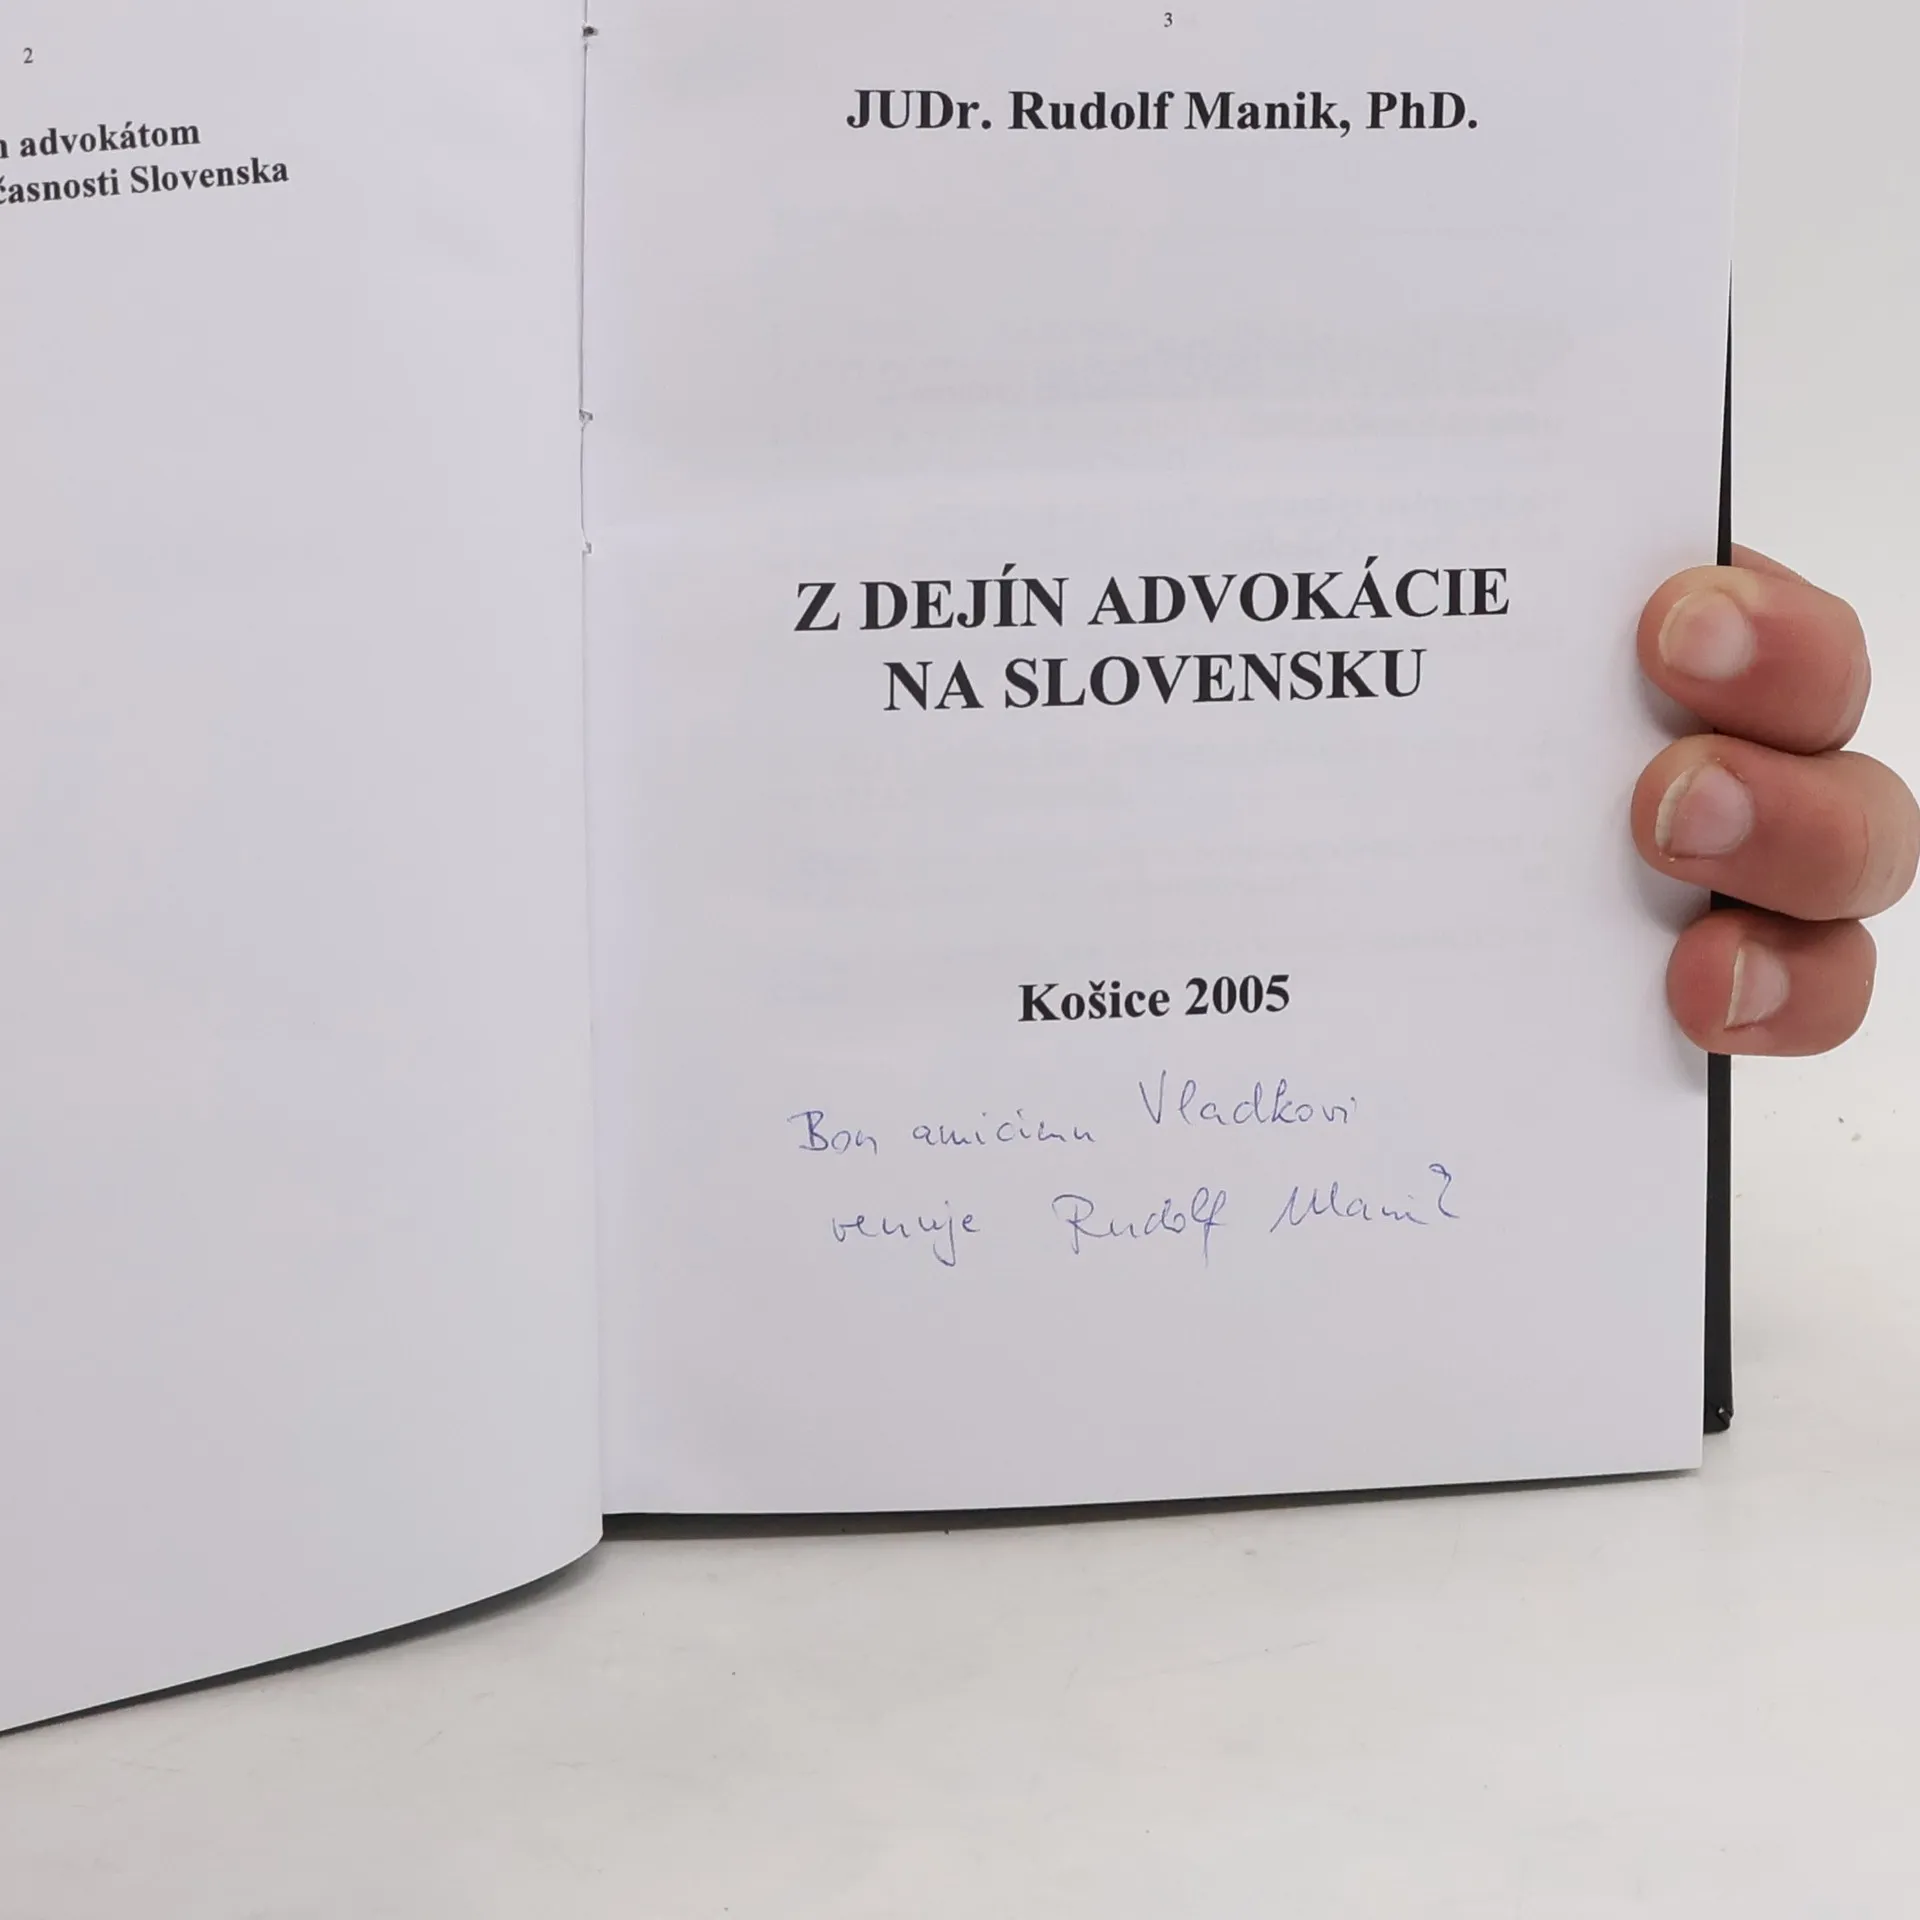 2
advokátom
časnosti Slovenska
3
JUDr. Rudolf Manik, PhD.
Z DEJÍN ADVOKÁCIE
NA SLOVENSKU
Košice 2005
Bon amicimu Vladkovi
venuje Rudolf Manik